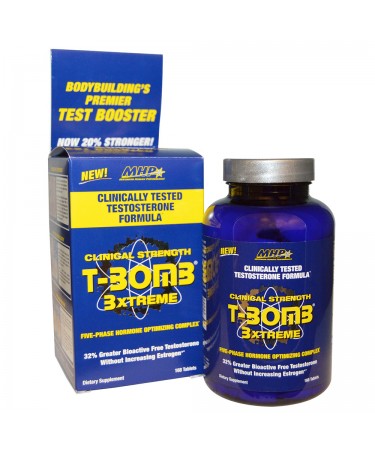 BODYBUILDING'S
PREMIER
TEST BOOSTER
NOW 20% STRONGER!
NEW!
MHP
CLINICALLY TESTED
TESTOSTERONE
FORMULA
CLINICAL STRENGTH
T-BOMB®
3XTREME
FIVE-PHASE HORMONE OPTIMIZING COMPLEX
32% Greater Bioactive Free Testosterone
Without Increasing Estrogen
Dietary Supplement
168 Tablets
NEW!
MHP
CLINICALLY TESTED
TESTOSTERONE FORMULA
CLINICAL STRENGTH
T-BOMB®
3XTREME
FIVE-PHASE HORMONE OPTIMIZING COMPLEX
32% Greater Bioactive Free Testosterone
Without Increasing Estrogen
Dietary Supplement
168 Tablets